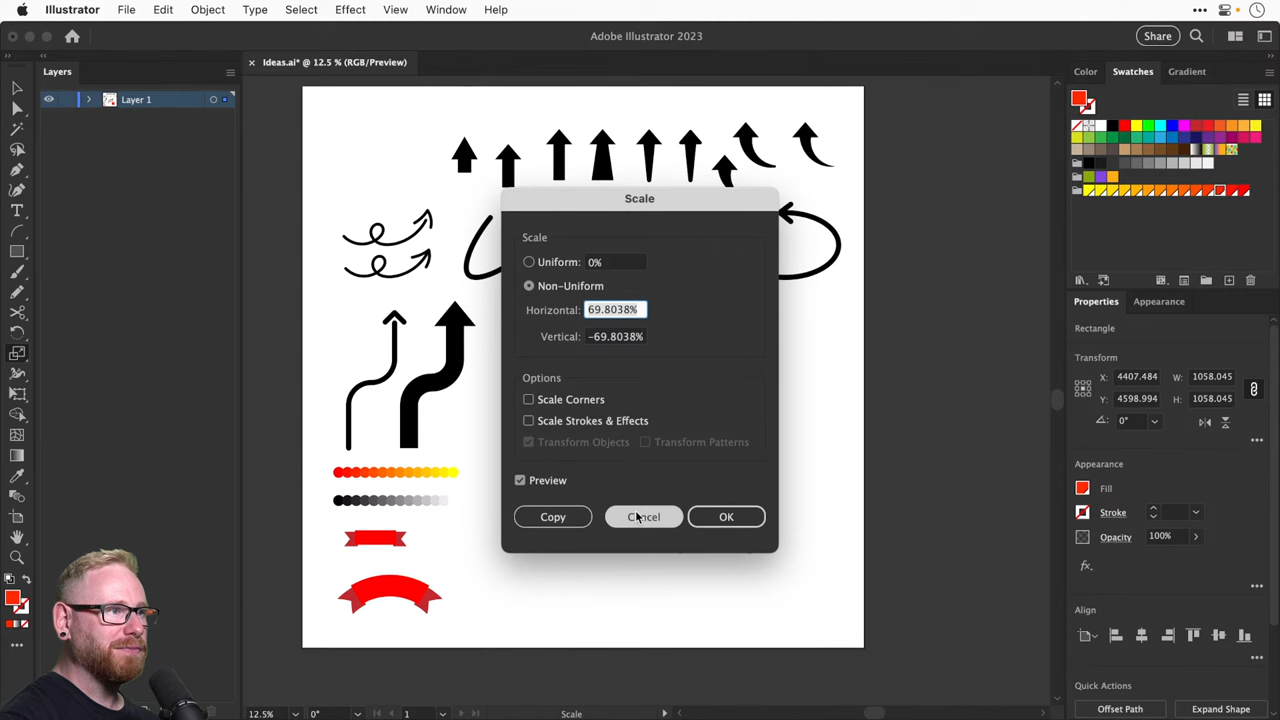 Illustrator File Edit Object Type Select Effect View Window Help
Adobe Illustrator 2023
Share
Ideas.ai* @ 12.5 % (RGB/Preview)
Layers
Layer 1
Color Swatches Gradient
Scale
Scale
Uniform: 0%
Non-Uniform
Horizontal: 69.8038%
Vertical: -69.8038%
Options
Scale Corners
Scale Strokes & Effects
Transform Objects Transform Patterns
Preview
Copy Cancel OK
Properties Appearance
Rectangle
Transform
X: 4407.484 W: 1058.045
Y: 4598.994 H: 1058.045
0°
Appearance
Fill
Stroke
Opacity 100%
fx.
Align
Quick Actions
Offset Path Expand Shape
12.5% 0° 1 Scale